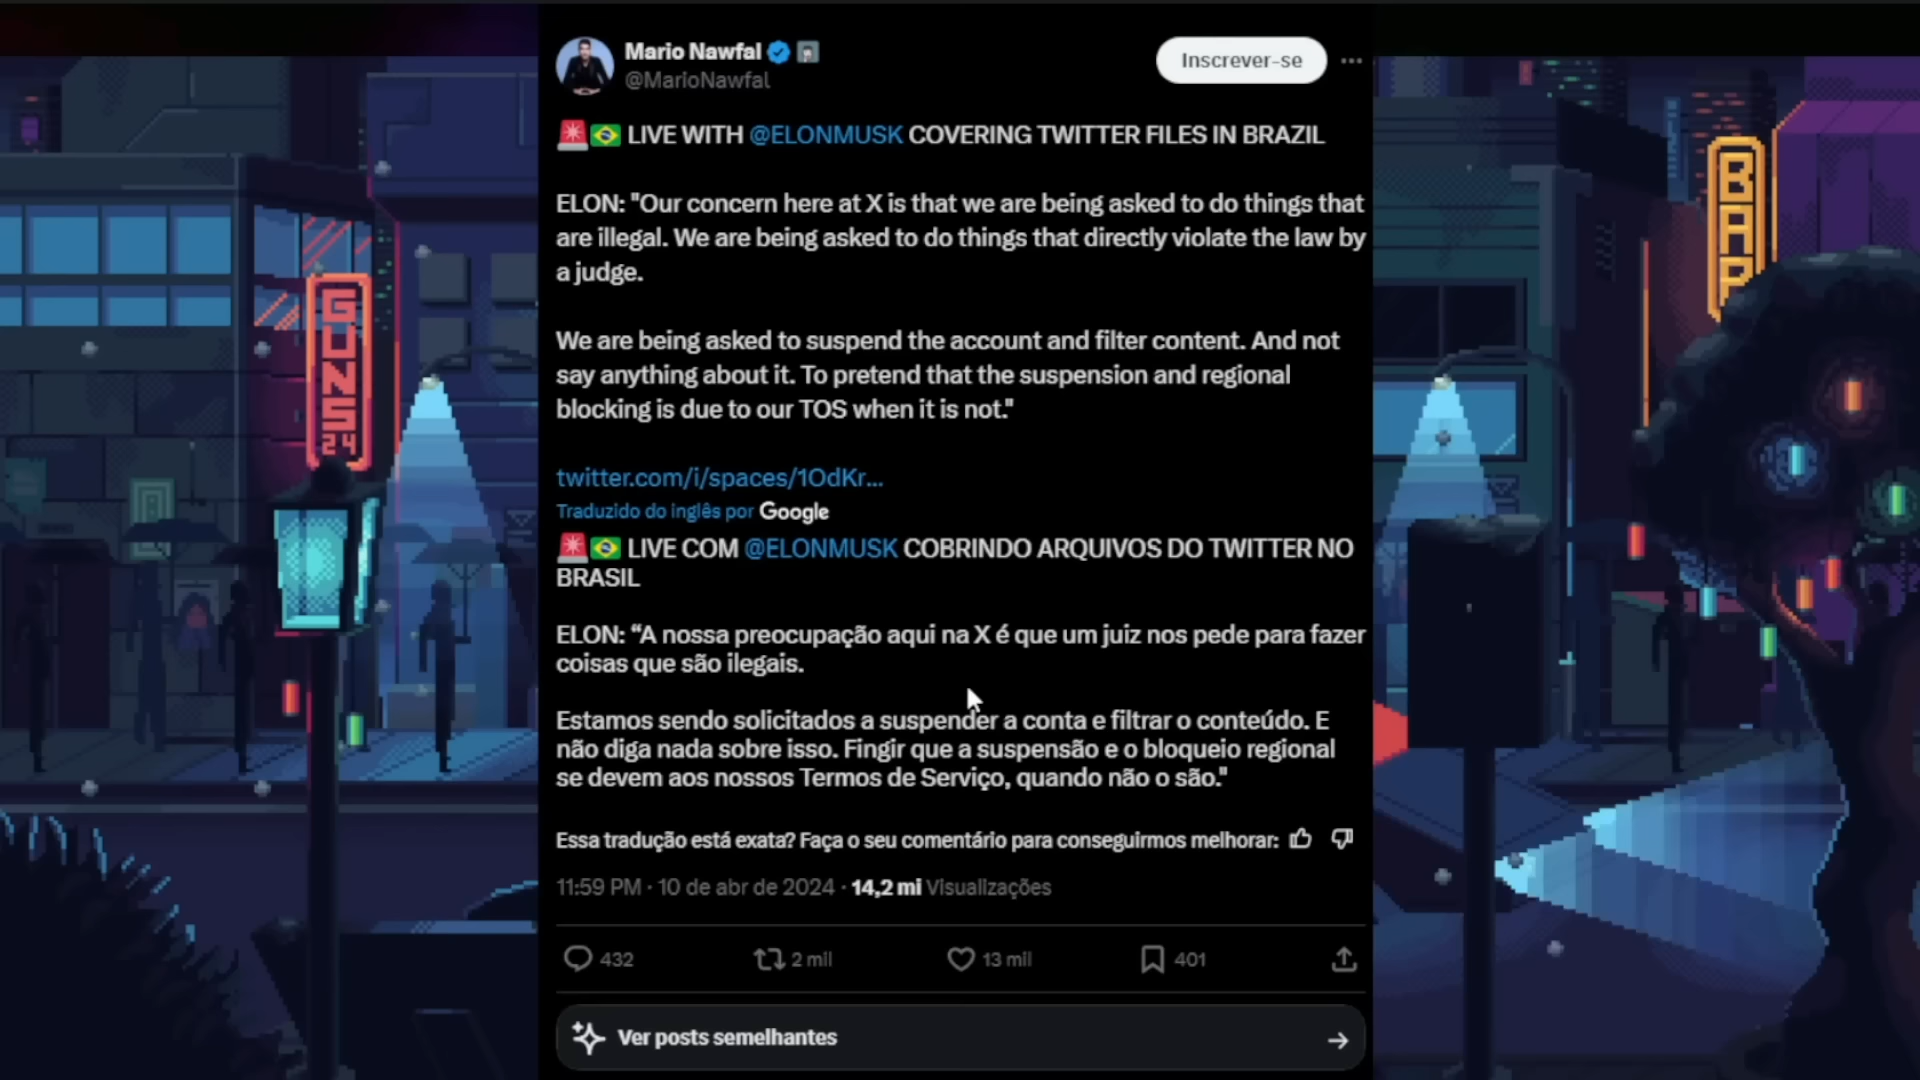 Mario Nawfal
@MarioNawfal
Inscrever-se
🚨🇧🇷 LIVE WITH @ELONMUSK COVERING TWITTER FILES IN BRAZIL
ELON: "Our concern here at X is that we are being asked to do things that
are illegal. We are being asked to do things that directly violate the law by
a judge.
We are being asked to suspend the account and filter content. And not
say anything about it. To pretend that the suspension and regional
blocking is due to our TOS when it is not."
twitter.com/i/spaces/1OdKr...
Traduzido do inglês por Google
🚨🇧🇷 LIVE COM @ELONMUSK COBRINDO ARQUIVOS DO TWITTER NO
BRASIL
ELON: “A nossa preocupação aqui na X é que um juiz nos pede para fazer
coisas que são ilegais.
Estamos sendo solicitados a suspender a conta e filtrar o conteúdo. E
não diga nada sobre isso. Fingir que a suspensão e o bloqueio regional
se devem aos nossos Termos de Serviço, quando não o são."
Essa tradução está exata? Faça o seu comentário para conseguirmos melhorar:
11:59 PM · 10 de abr de 2024 · 14,2 mi Visualizações
432 2 mil 13 mil 401
Ver posts semelhantes
GUNS
24
BAR